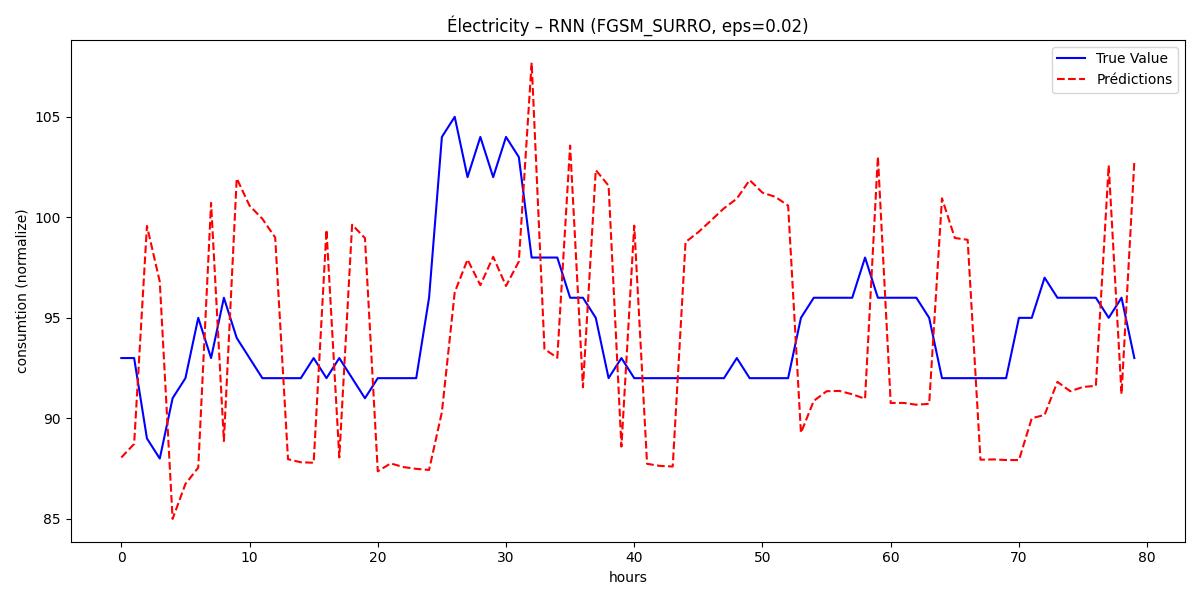 Électricity – RNN (FGSM_SURRO, eps=0.02)
True Value
Prédictions
consumtion (normalize)
105
100
95
90
85
0 10 20 30 40 50 60 70 80
hours